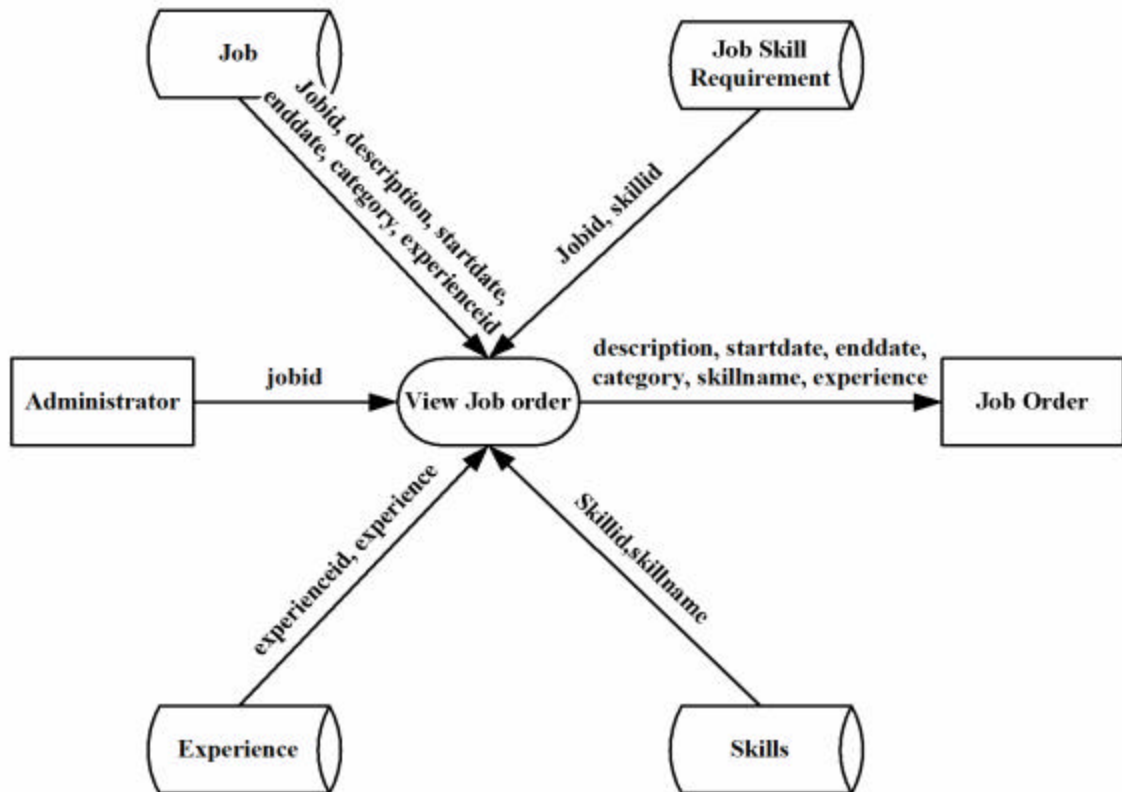 Job
Job Skill
Requirement
Jobid, description, startdate,
enddate, category, experienceid
Jobid, skillid
Administrator
jobid
View Job order
description, startdate, enddate,
category, skillname, experience
Job Order
experienceid, experience
Skillid,skillname
Experience
Skills